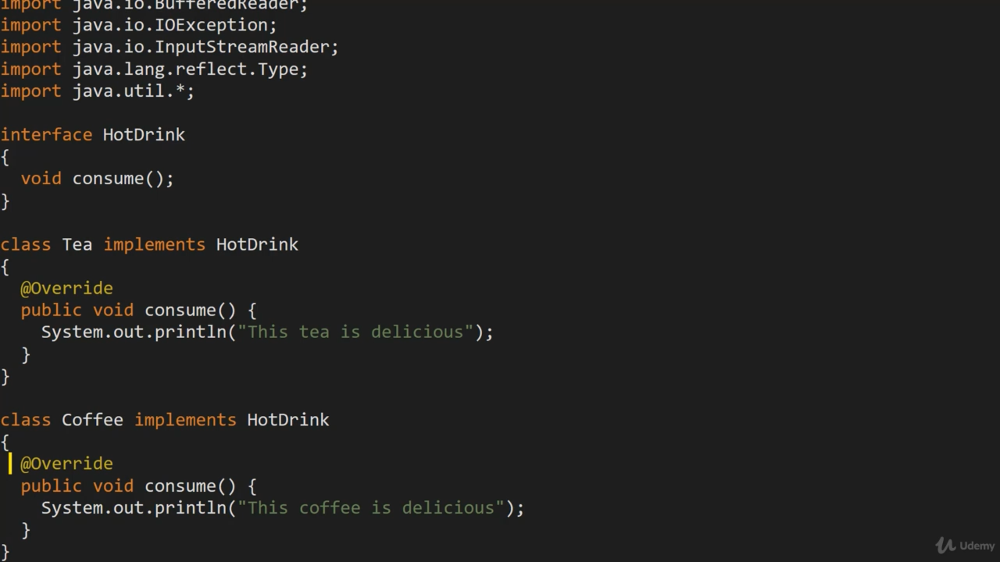 import java.io.BufferedReader;
import java.io.IOException;
import java.io.InputStreamReader;
import java.lang.reflect.Type;
import java.util.*;
interface HotDrink
{
  void consume();
}
class Tea implements HotDrink
{
  @Override
  public void consume() {
    System.out.println("This tea is delicious");
  }
}
class Coffee implements HotDrink
{
  @Override
  public void consume() {
    System.out.println("This coffee is delicious");
  }
}
Udemy